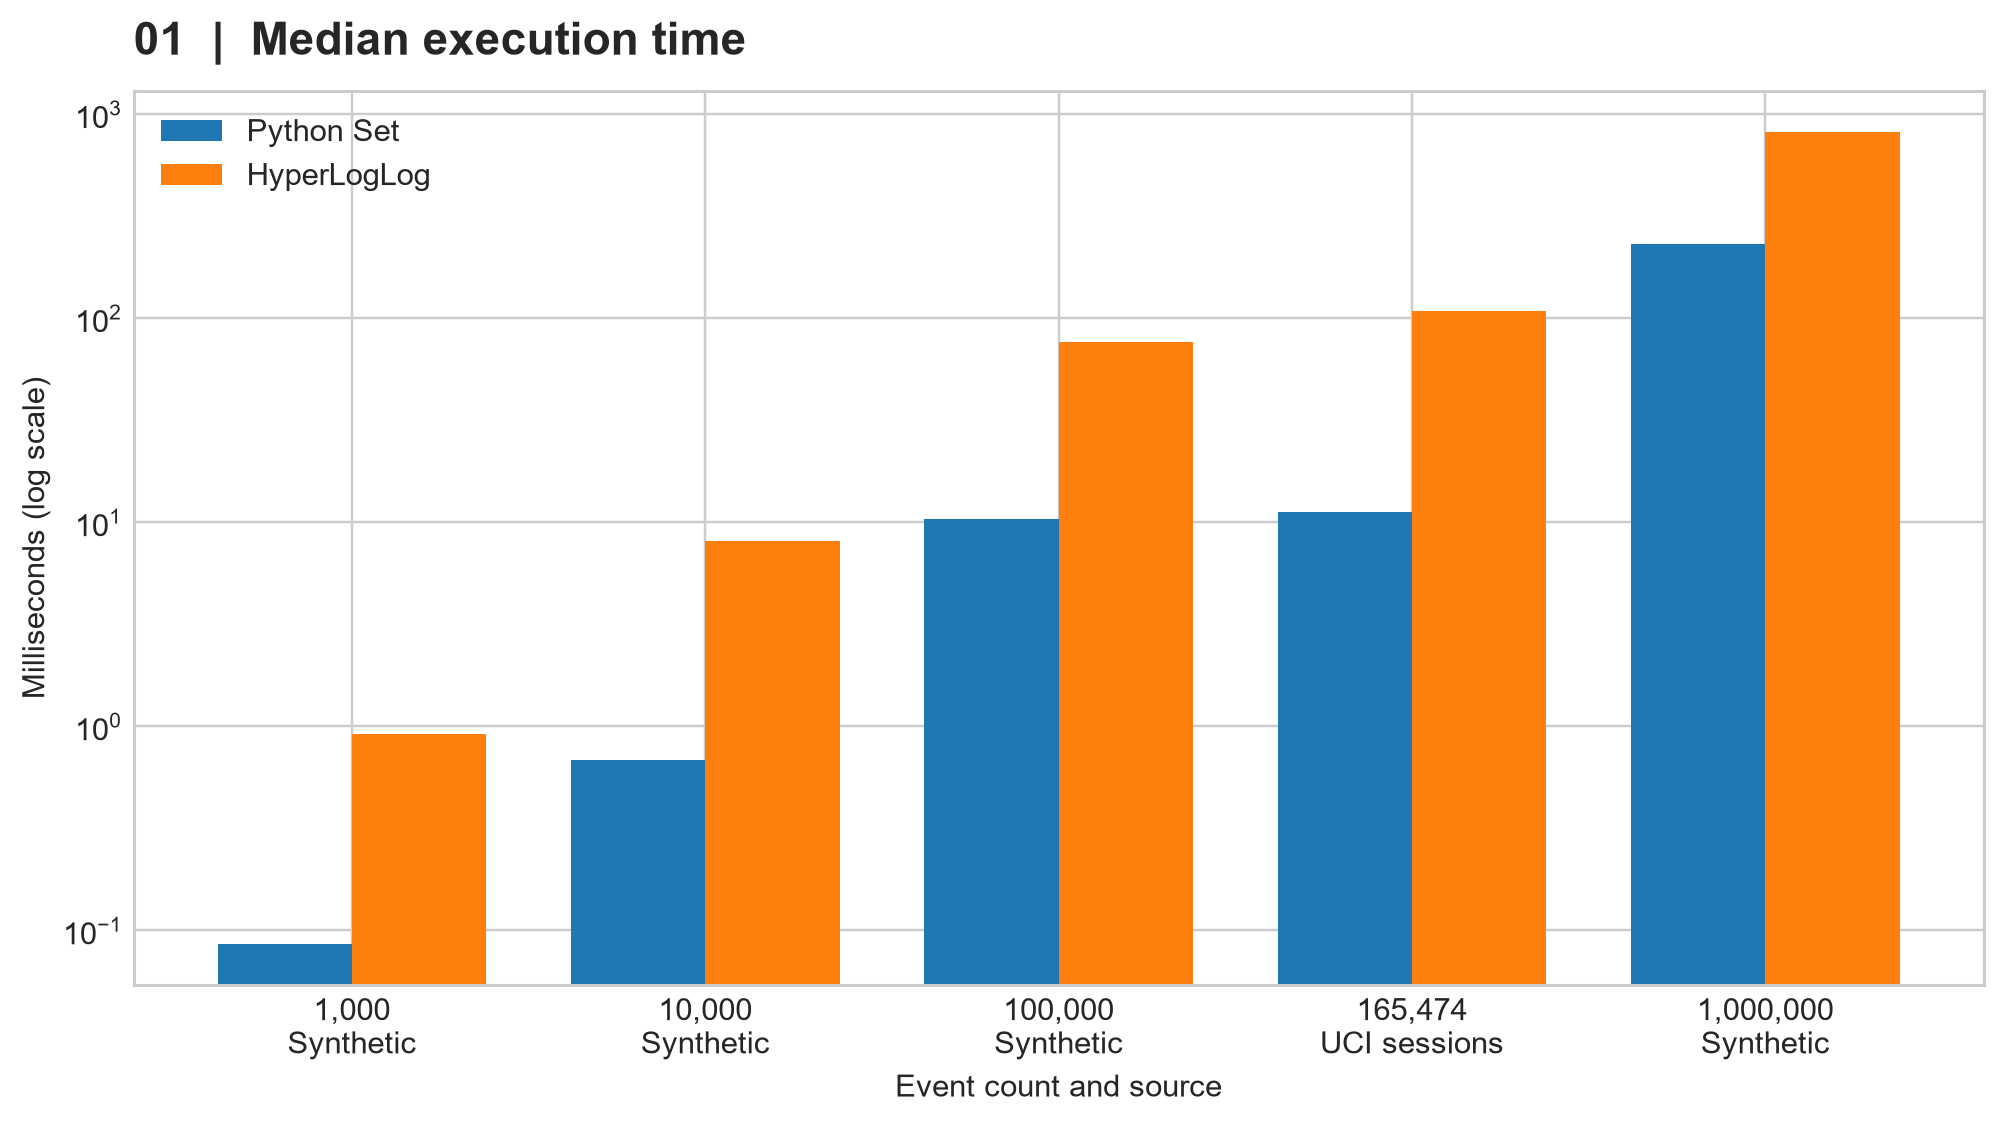 01 | Median execution time
Python Set
HyperLogLog
10³
10²
10¹
10⁰
10⁻¹
Milliseconds (log scale)
1,000
Synthetic
10,000
Synthetic
100,000
Synthetic
165,474
UCI sessions
1,000,000
Synthetic
Event count and source